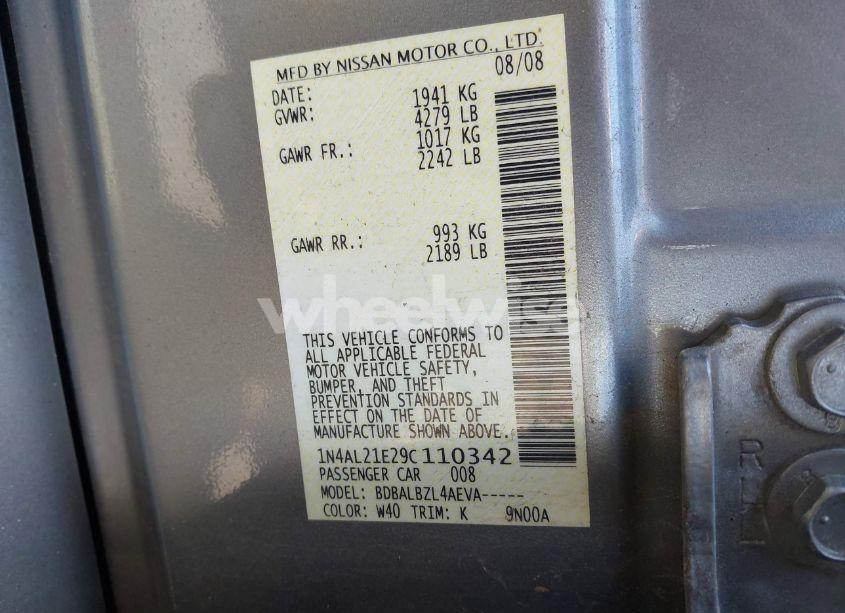 MFD BY NISSAN MOTOR CO., LTD.
DATE: 08/08
GVWR: 1941 KG
4279 LB
GAWR FR.: 1017 KG
2242 LB
GAWR RR.: 993 KG
2189 LB
wheelwise
THIS VEHICLE CONFORMS TO
ALL APPLICABLE FEDERAL
MOTOR VEHICLE SAFETY,
BUMPER, AND THEFT
PREVENTION STANDARDS IN
EFFECT ON THE DATE OF
MANUFACTURE SHOWN ABOVE.
1N4AL21E29C110342
PASSENGER CAR 008
MODEL: BDBALBZL4AEVA-----
COLOR: W40 TRIM: K 9N00A